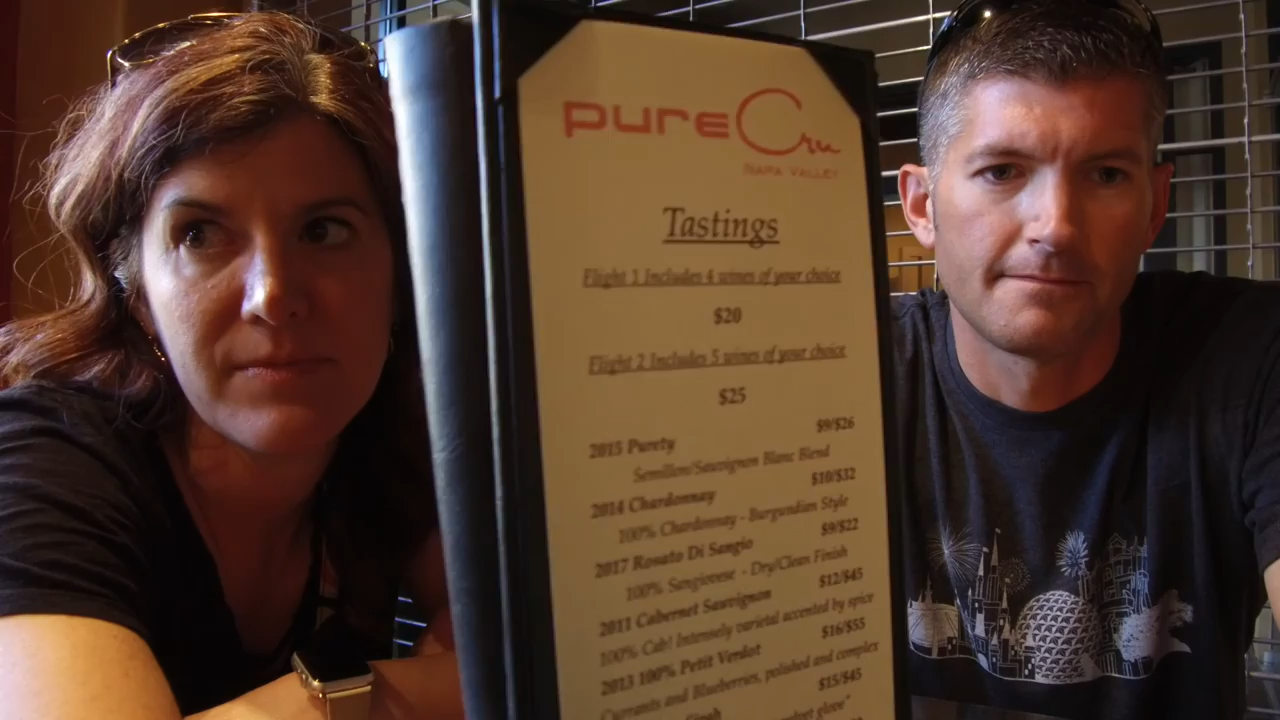 pure Cru
NAPA VALLEY
Tastings
Flight 1 Includes 4 wines of your choice
$20
Flight 2 Includes 5 wines of your choice
$25
2015 Purety $9/$26
Semillon/Sauvignon Blanc Blend
2014 Chardonnay $10/$32
100% Chardonnay - Burgundian Style
2017 Rosato Di Sangio $9/$22
100% Sangiovese - Dry/Clean Finish
2011 Cabernet Sauvignon $12/$45
100% Cab! Intensely varietal accented by spice
2013 100% Petit Verdot $16/$55
Currants and Blueberries, polished and complex
$15/$45
glove"